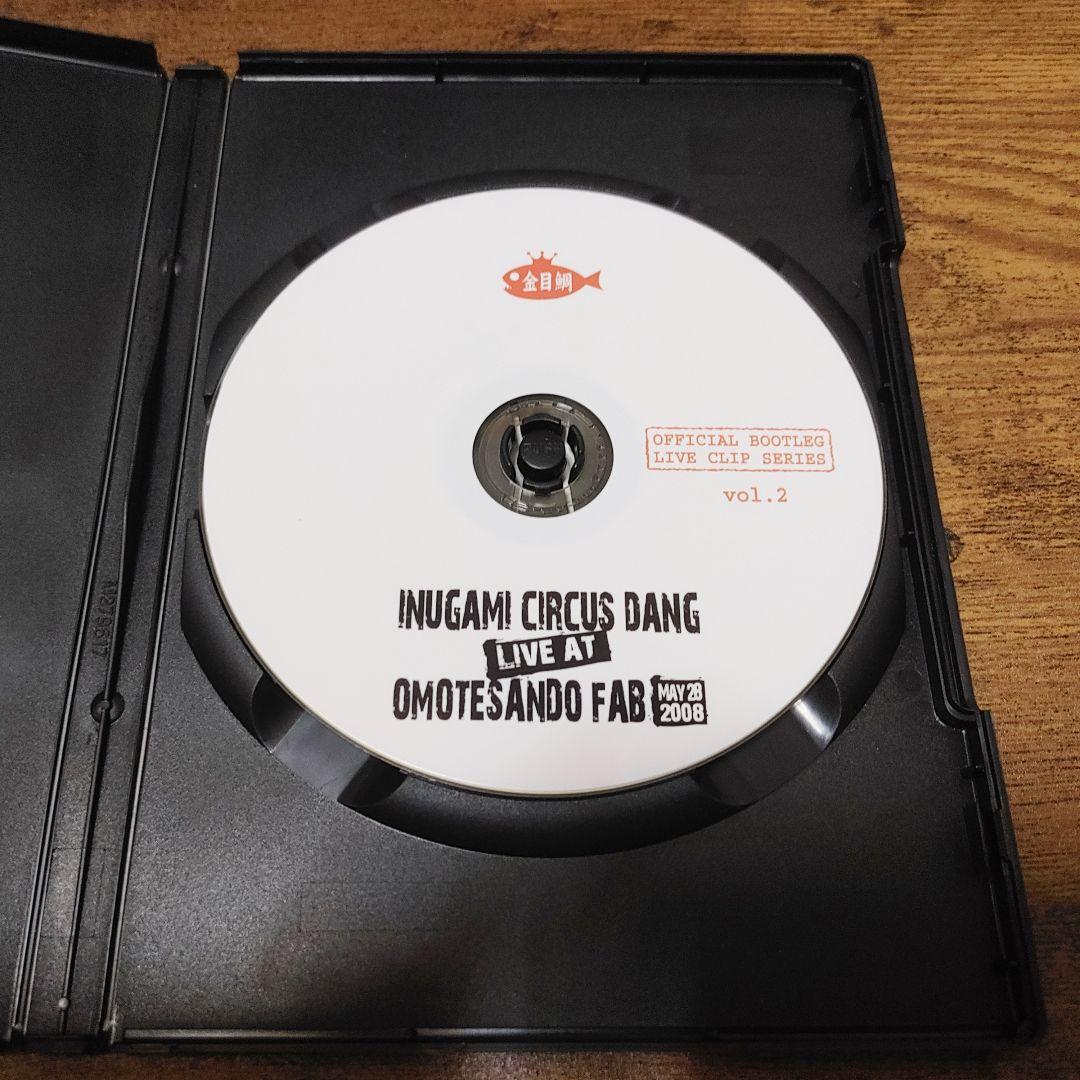 金目鯛
OFFICIAL BOOTLEG
LIVE CLIP SERIES
vol.2
INUGAMI CIRCUS DANG
LIVE AT
OMOTESANDO FAB MAY 28
2008
M279617